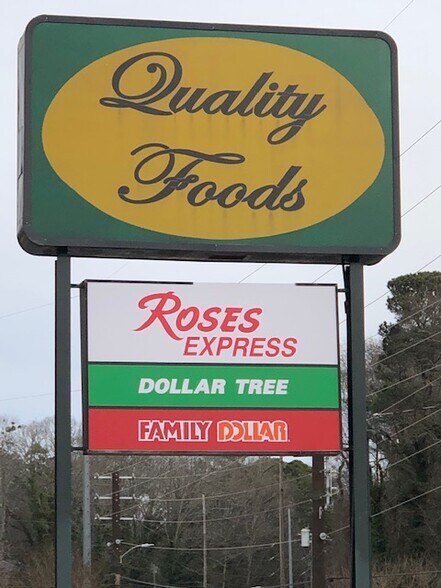 Quality
Foods
ROSES
EXPRESS
DOLLAR TREE
FAMILY DOLLAR